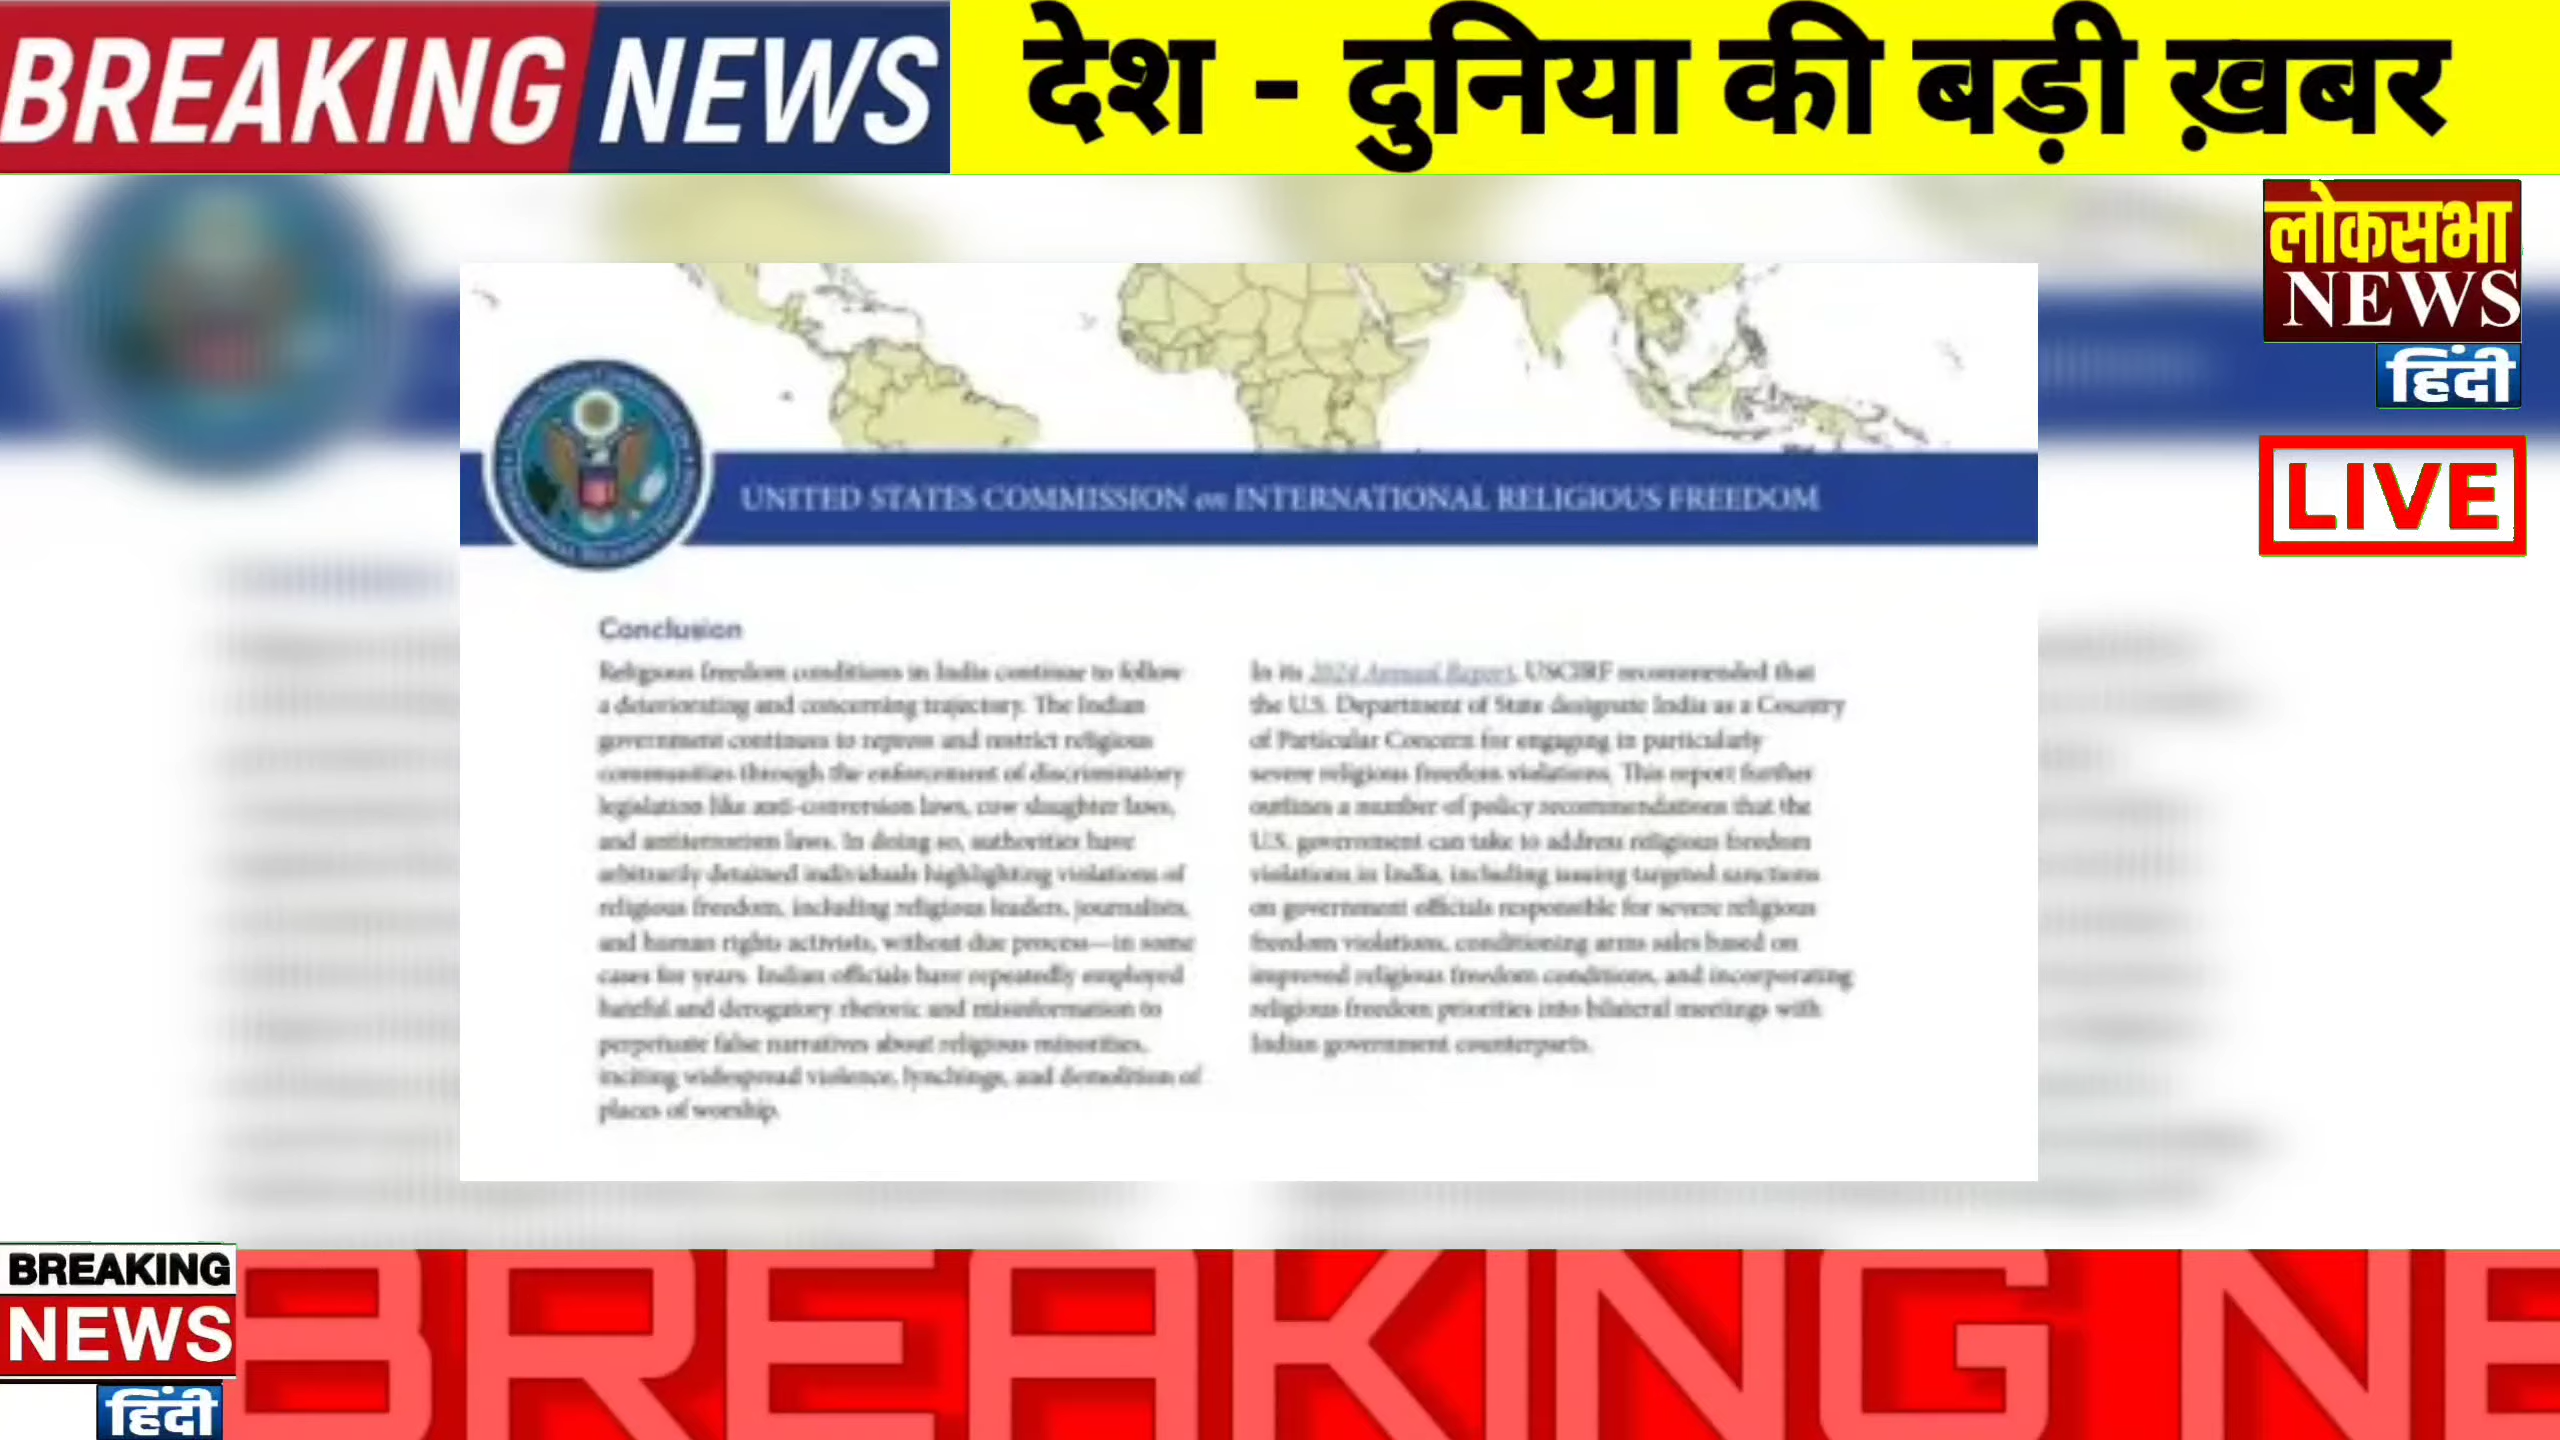 BREAKING NEWS देश - दुनिया की बड़ी ख़बर
लोकसभा
NEWS
हिंदी
LIVE
UNITED STATES COMMISSION on INTERNATIONAL RELIGIOUS FREEDOM
Conclusion
Religious freedom conditions in India continue to follow
a deteriorating and concerning trajectory. The Indian
government continues to repress and restrict religious
communities through the enforcement of discriminatory
legislation like anti-conversion laws, cow slaughter laws,
and antiterrorism laws. In doing so, authorities have
arbitrarily detained individuals highlighting violations of
religious freedom, including religious leaders, journalists,
and human rights activists, without due process—in some
cases for years. Indian officials have repeatedly employed
hateful and derogatory rhetoric and misinformation to
perpetuate false narratives about religious minorities,
inciting widespread violence, lynchings, and demolition of
places of worship.
In its 2024 Annual Report, USCIRF recommended that
the U.S. Department of State designate India as a Country
of Particular Concern for engaging in particularly
severe religious freedom violations. This report further
outlines a number of policy recommendations that the
U.S. government can take to address religious freedom
violations in India, including issuing targeted sanctions
on government officials responsible for severe religious
freedom violations, conditioning arms sales based on
improved religious freedom conditions, and incorporating
religious freedom priorities into bilateral meetings with
Indian government counterparts.
BREAKING
NEWS
हिंदी
BREAKING NE